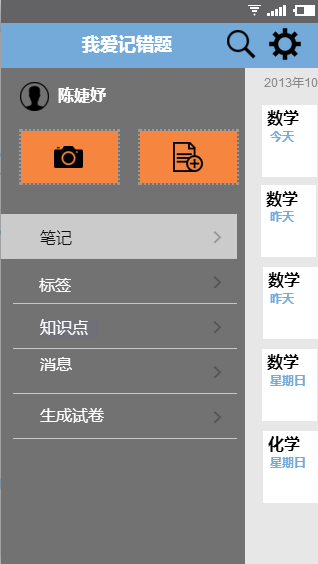 我爱记错题
陈婕妤
笔记
标签
知识点
消息
生成试卷
2013年10
数学
今天
数学
昨天
数学
昨天
数学
星期日
化学
星期日